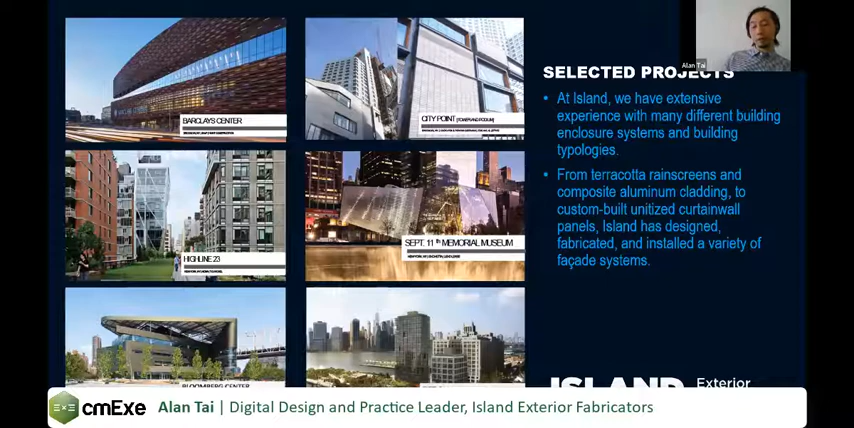 BARCLAYS CENTER
CITY POINT [TOWER AND PODIUM]
HIGHLINE 23
SEPT. 11th MEMORIAL MUSEUM
BLOOMBERG CENTER
Alan Tai
SELECTED PROJECTS
• At Island, we have extensive
experience with many different building
enclosure systems and building
typologies.
• From terracotta rainscreens and
composite aluminum cladding, to
custom-built unitized curtainwall
panels, Island has designed,
fabricated, and installed a variety of
façade systems.
ISLAND Exterior
cmExe Alan Tai | Digital Design and Practice Leader, Island Exterior Fabricators